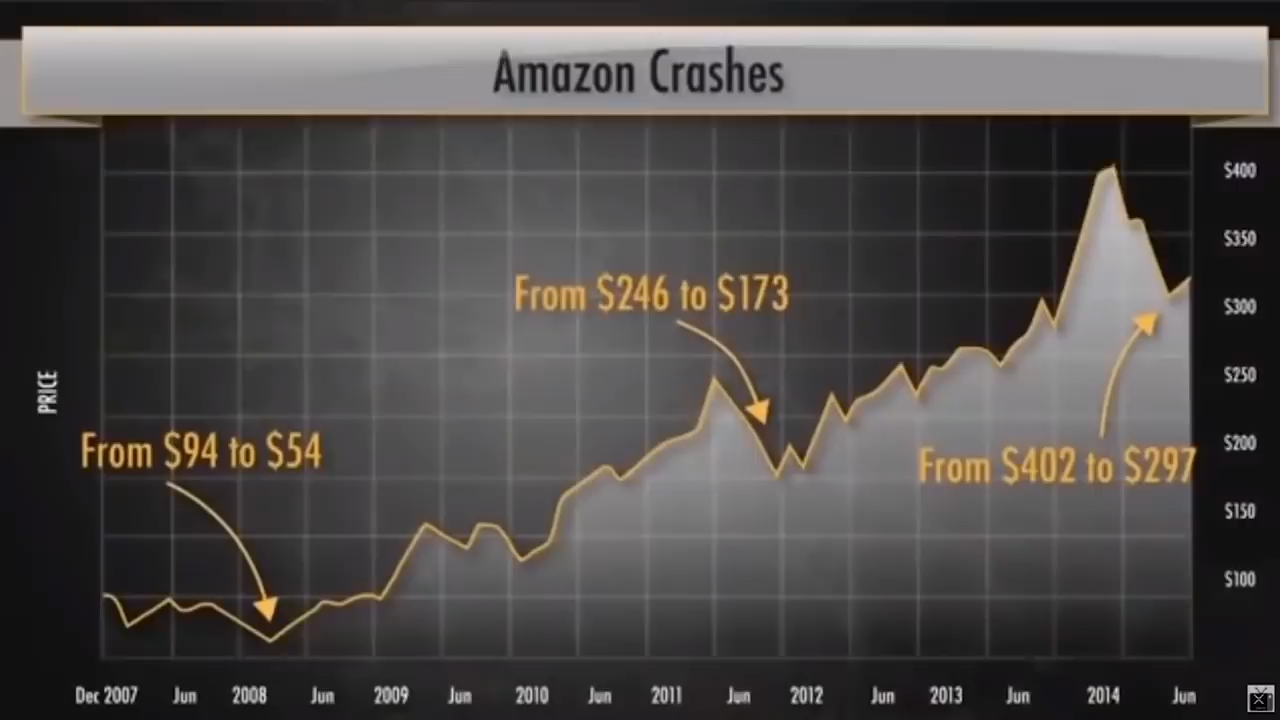 Amazon Crashes
$400
$350
From $246 to $173
$300
PRICE
$250
From $94 to $54
$200
From $402 to $297
$150
$100
Dec 2007 Jun 2008 Jun 2009 Jun 2010 Jun 2011 Jun 2012 Jun 2013 Jun 2014 Jun